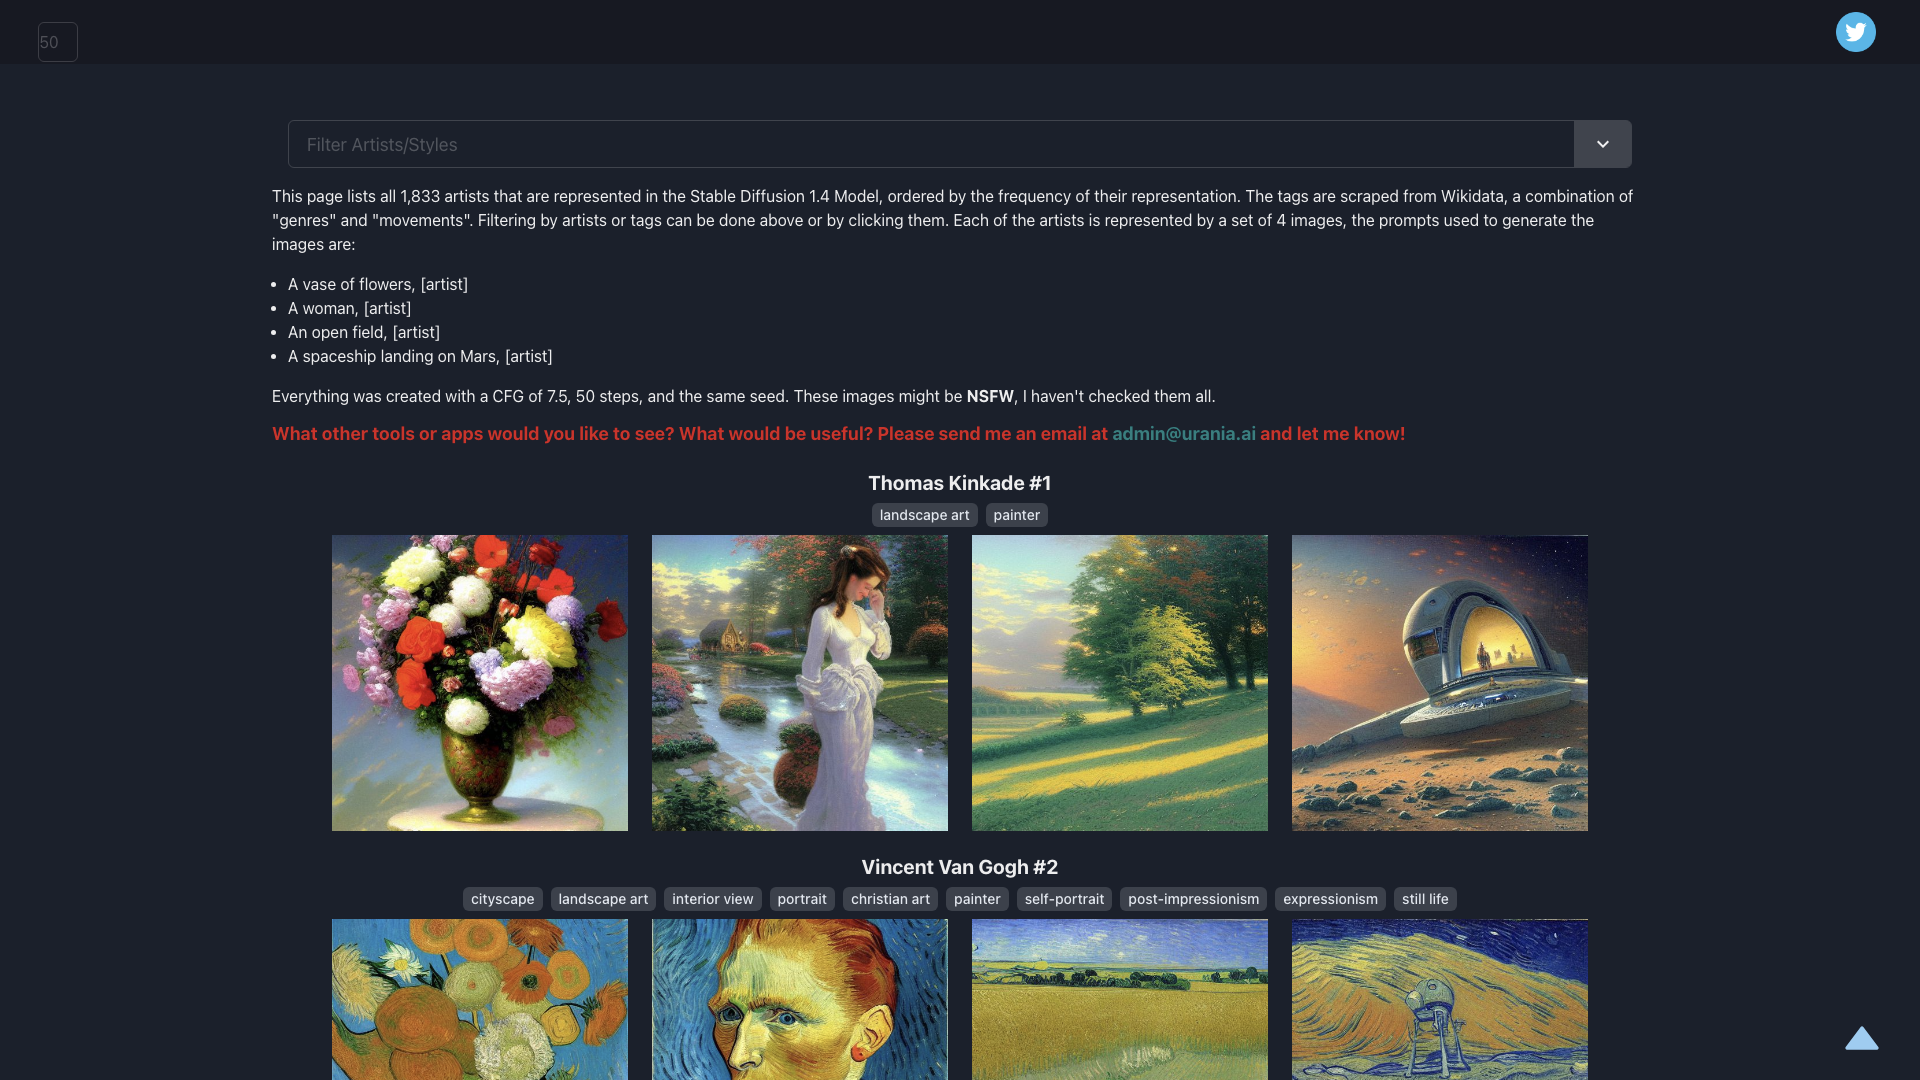 50
Filter Artists/Styles
This page lists all 1,833 artists that are represented in the Stable Diffusion 1.4 Model, ordered by the frequency of their representation. The tags are scraped from Wikidata, a combination of
"genres" and "movements". Filtering by artists or tags can be done above or by clicking them. Each of the artists is represented by a set of 4 images, the prompts used to generate the
images are:
• A vase of flowers, [artist]
• A woman, [artist]
• An open field, [artist]
• A spaceship landing on Mars, [artist]
Everything was created with a CFG of 7.5, 50 steps, and the same seed. These images might be NSFW, I haven't checked them all.
What other tools or apps would you like to see? What would be useful? Please send me an email at admin@urania.ai and let me know!
Thomas Kinkade #1
landscape art painter
Vincent Van Gogh #2
cityscape landscape art interior view portrait christian art painter self-portrait post-impressionism expressionism still life